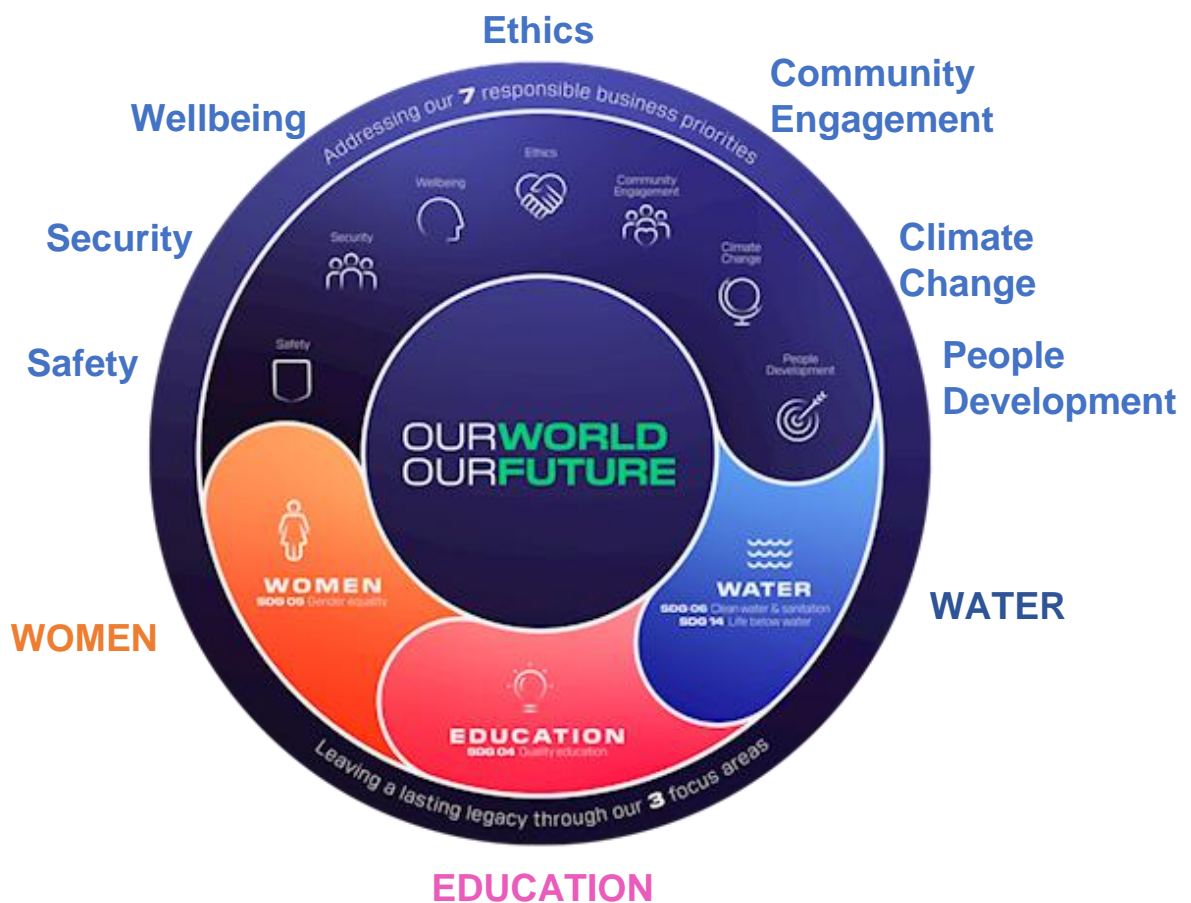 Ethics
Community
Engagement
Wellbeing
Addressing our 7 responsible business priorities
Ethics
Wellbeing
Community
Engagement
Security
Security
Climate
Change
Climate
Change
Safety
Safety
People
Development
People
Development
OURWORLD
OURFUTURE
WOMEN
SDG 05 Gender equality
WATER
SDG 06 Clean water & sanitation
SDG 14 Life below water
WATER
WOMEN
EDUCATION
SDG 04 Quality education
Leaving a lasting legacy through our 3 focus areas
EDUCATION